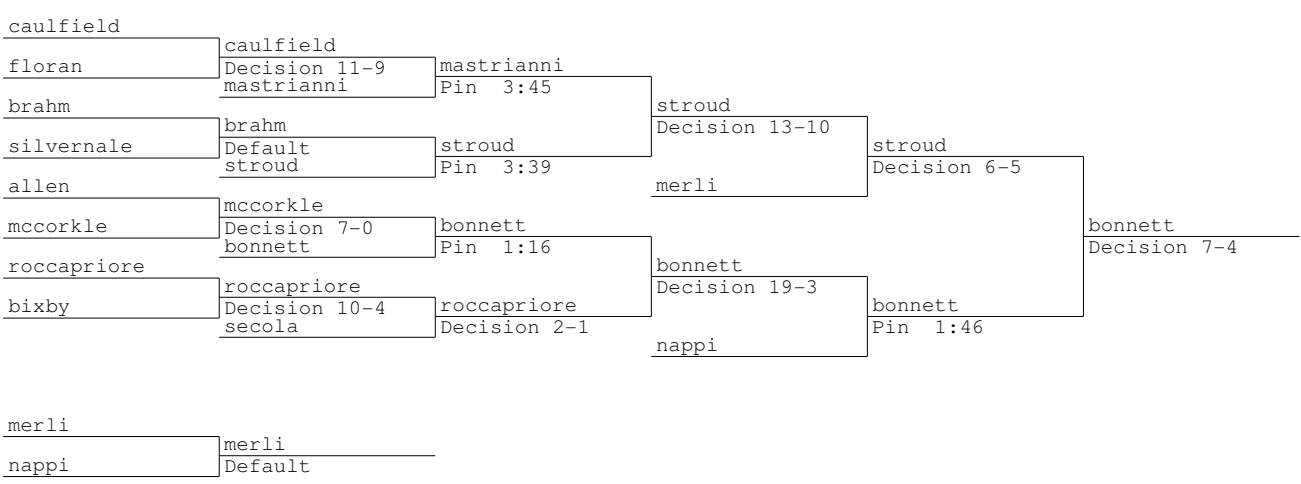 caulfield
caulfield
floran
Decision 11-9
mastrianni
mastrianni
Pin 3:45
brahm
stroud
brahm
Decision 13-10
silvernale
Default
stroud
stroud
stroud
Pin 3:39
Decision 6-5
allen
merli
mccorkle
mccorkle
Decision 7-0
bonnett
bonnett
bonnett
Pin 1:16
Decision 7-4
roccapriore
bonnett
roccapriore
Decision 19-3
bixby
Decision 10-4
roccapriore
bonnett
secola
Decision 2-1
Pin 1:46
nappi
merli
merli
nappi
Default